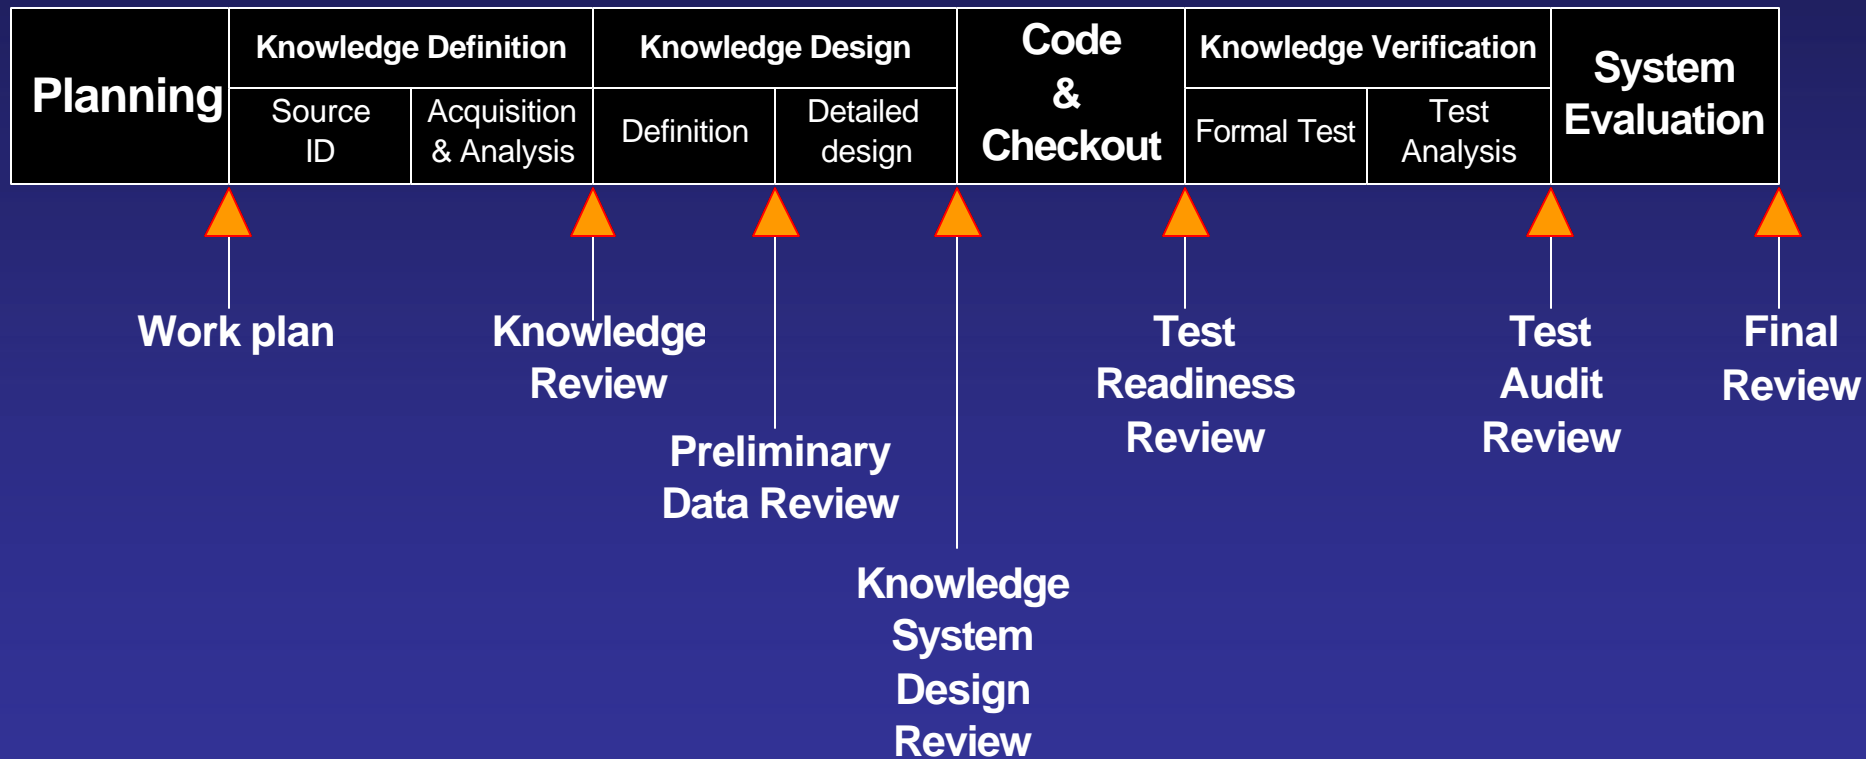 Planning
Knowledge Definition
Source
ID
Acquisition
& Analysis
Knowledge Design
Definition
Detailed
design
Code
&
Checkout
Knowledge Verification
Formal Test
Test
Analysis
System
Evaluation
Work plan
Knowledge
Review
Preliminary
Data Review
Knowledge
System
Design
Review
Test
Readiness
Review
Test
Audit
Review
Final
Review